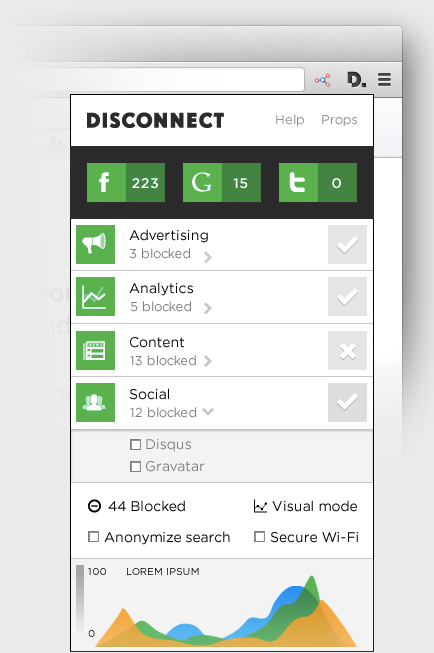 D.
DISCONNECT Help Props
f 223 G 15 t 0
Advertising
3 blocked
Analytics
5 blocked
Content
13 blocked
Social
12 blocked
Disqus
Gravatar
44 Blocked Visual mode
Anonymize search Secure Wi-Fi
100 LOREM IPSUM
0